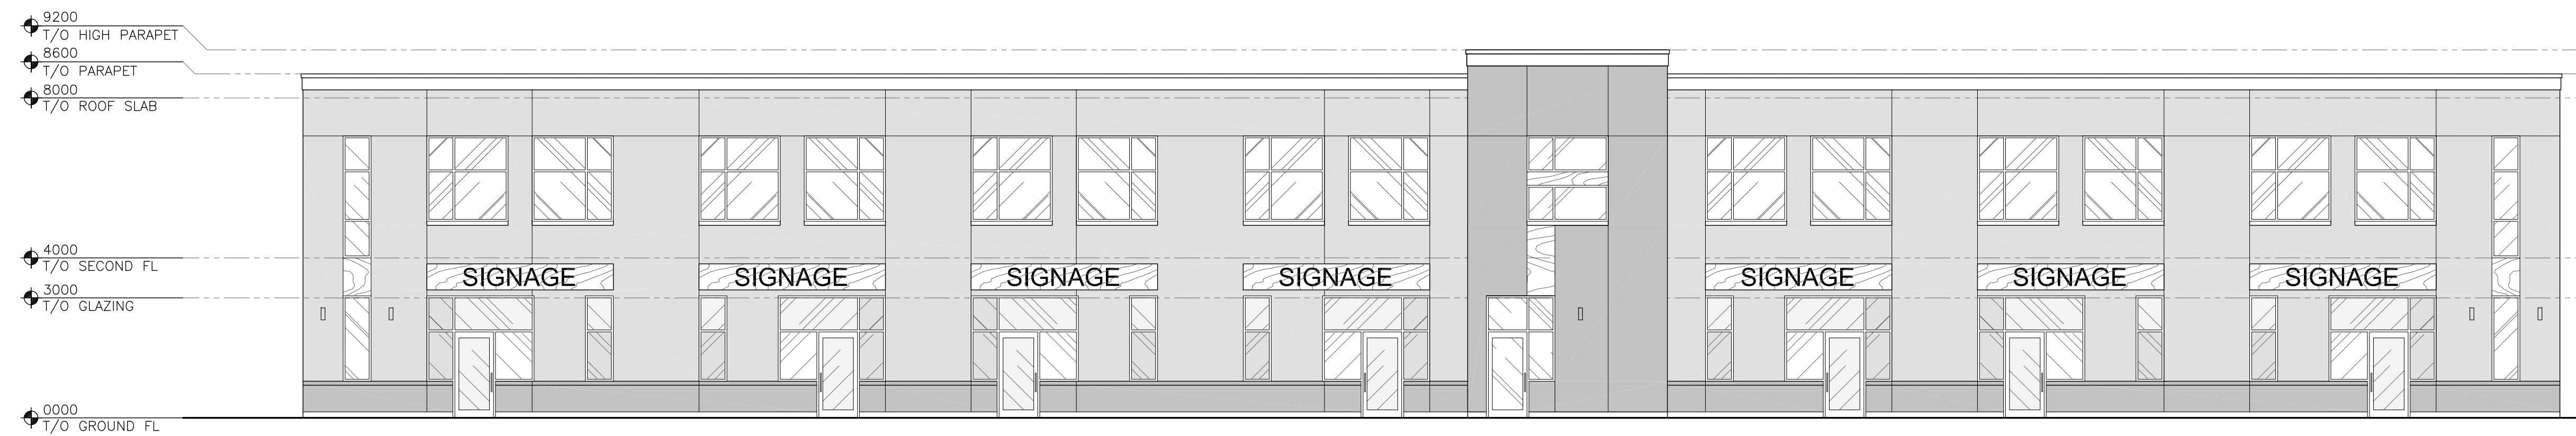 9200
T/O HIGH PARAPET
8600
T/O PARAPET
8000
T/O ROOF SLAB
4000
T/O SECOND FL
3000
T/O GLAZING
0000
T/O GROUND FL
SIGNAGE SIGNAGE SIGNAGE SIGNAGE SIGNAGE SIGNAGE SIGNAGE